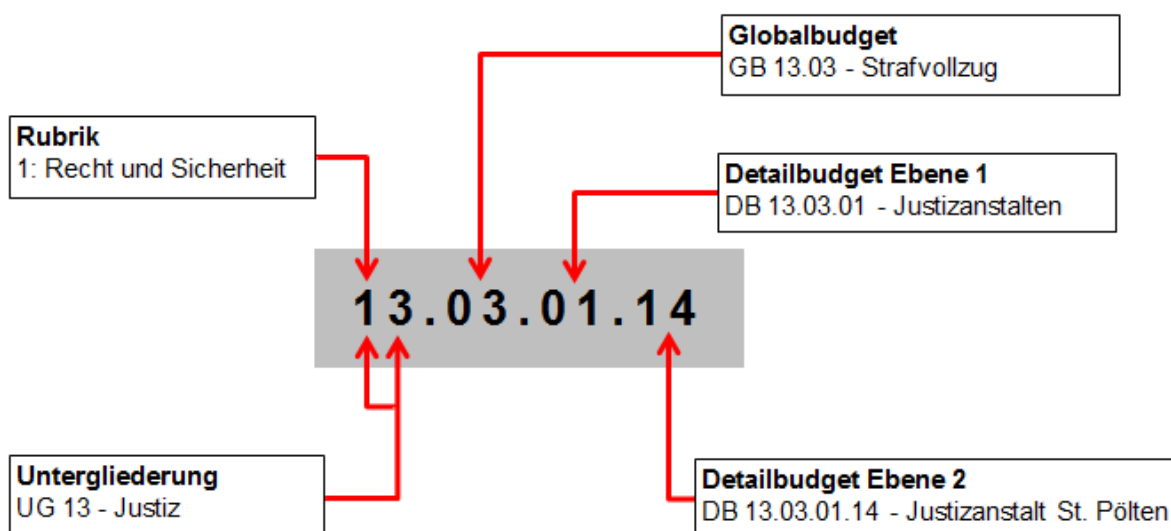 Globalbudget
GB 13.03 - Strafvollzug
Rubrik
1: Recht und Sicherheit
Detailbudget Ebene 1
DB 13.03.01 - Justizanstalten
13.03.01.14
Untergliederung
UG 13 - Justiz
Detailbudget Ebene 2
DB 13.03.01.14 - Justizanstalt St. Pölten